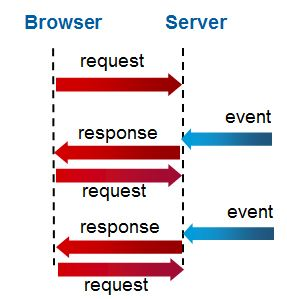 Browser Server
request
event
response
request
event
response
request